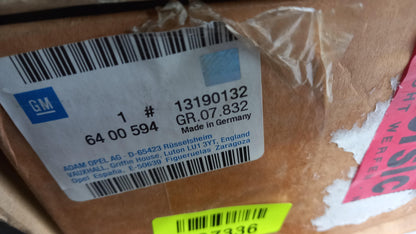 GM
1 # 13190132
64 00 594 GR.07.832
Made in Germany
ADAM OPEL AG - D-65423 Rüsselsheim
VAUXHALL, Griffin House, Luton LU1 3YT, England
Opel España, E-50639 Figueruelas, Zaragoza
7336